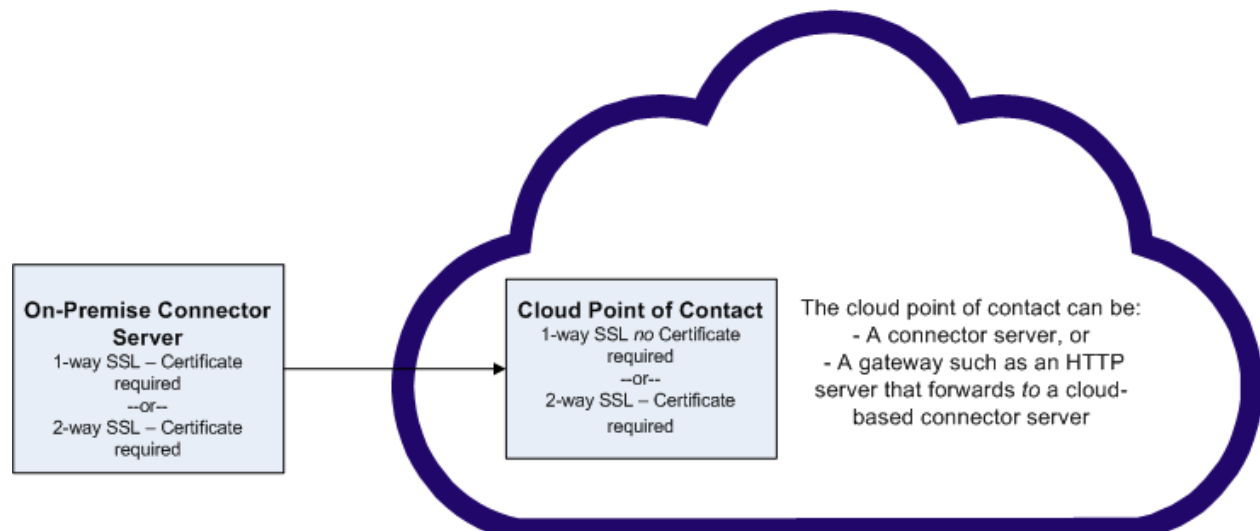 On-Premise Connector
Server
1-way SSL – Certificate
required
--or--
2-way SSL – Certificate
required
Cloud Point of Contact
1-way SSL no Certificate
required
--or--
2-way SSL – Certificate
required
The cloud point of contact can be:
- A connector server, or
- A gateway such as an HTTP
server that forwards to a cloud-
based connector server